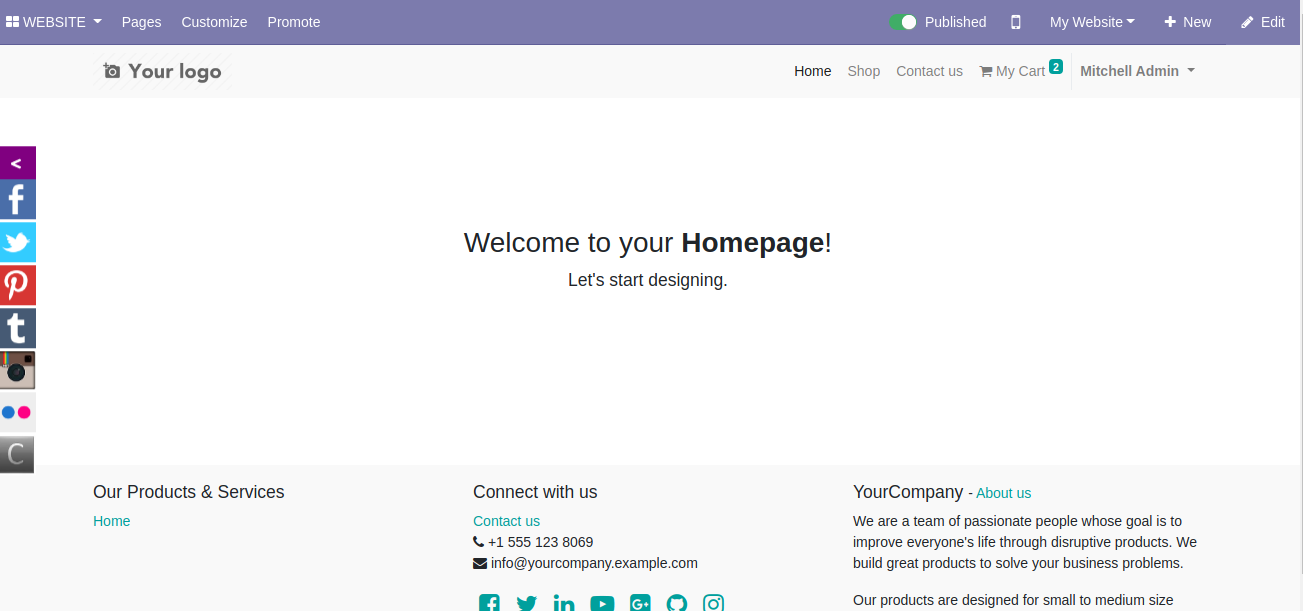 WEBSITE Pages Customize Promote Published My Website New Edit
Your logo Home Shop Contact us My Cart 2 Mitchell Admin
<
f
t
C
Welcome to your Homepage!
Let's start designing.
Our Products & Services
Home
Connect with us
Contact us
+1 555 123 8069
info@yourcompany.example.com
YourCompany - About us
We are a team of passionate people whose goal is to
improve everyone's life through disruptive products. We
build great products to solve your business problems.
Our products are designed for small to medium size